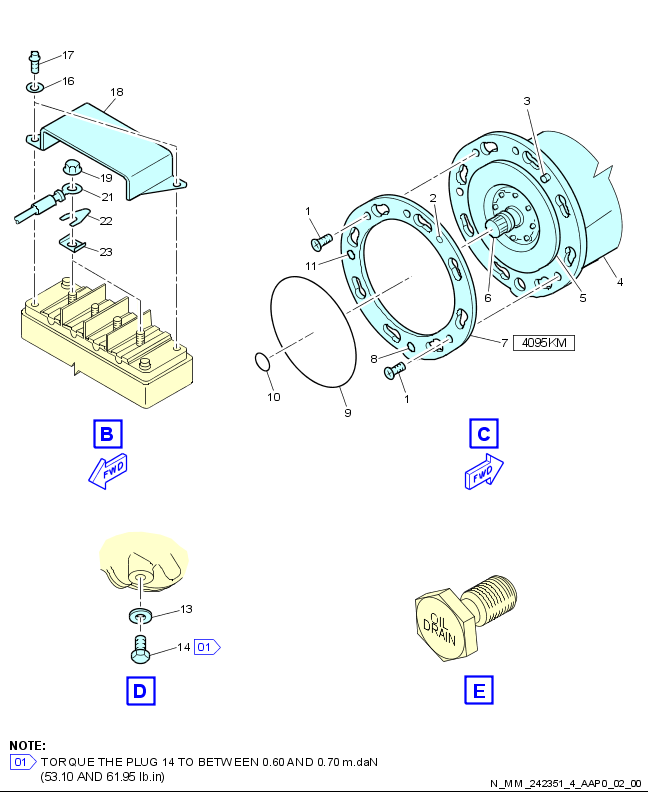 17
16
18
19
21
22
23
B
FWD
3
2
1
11
6
5
4
8
7
4095KM
10
9
1
C
FWD
13
14
01
D
OIL
DRAIN
E
NOTE:
01 TORQUE THE PLUG 14 TO BETWEEN 0.60 AND 0.70 m.daN
(53.10 AND 61.95 lb.in)
N_MM_242351_4_AAP0_02_00